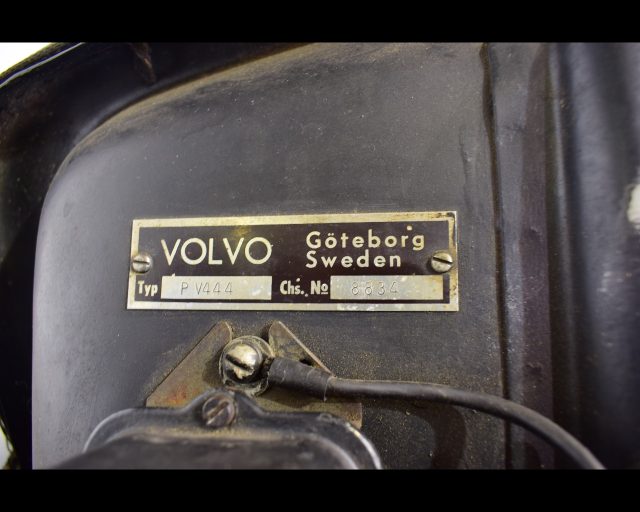 VOLVO Göteborg
Sweden
Typ PV444 Chs. No 8834